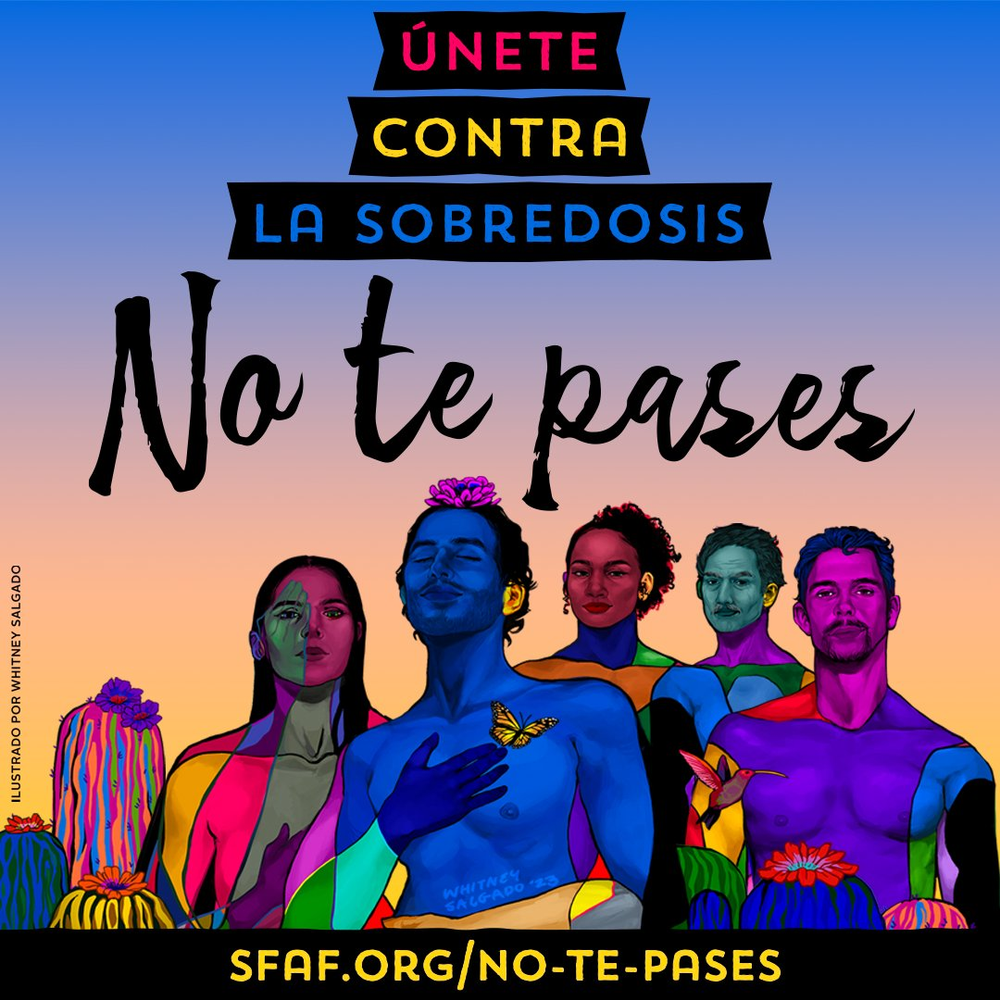 ÚNETE
CONTRA
LA SOBREDOSIS
No te pases
ILUSTRADO POR WHITNEY SALGADO
WHITNEY
SALGADO '23
SFAF.ORG/NO-TE-PASES